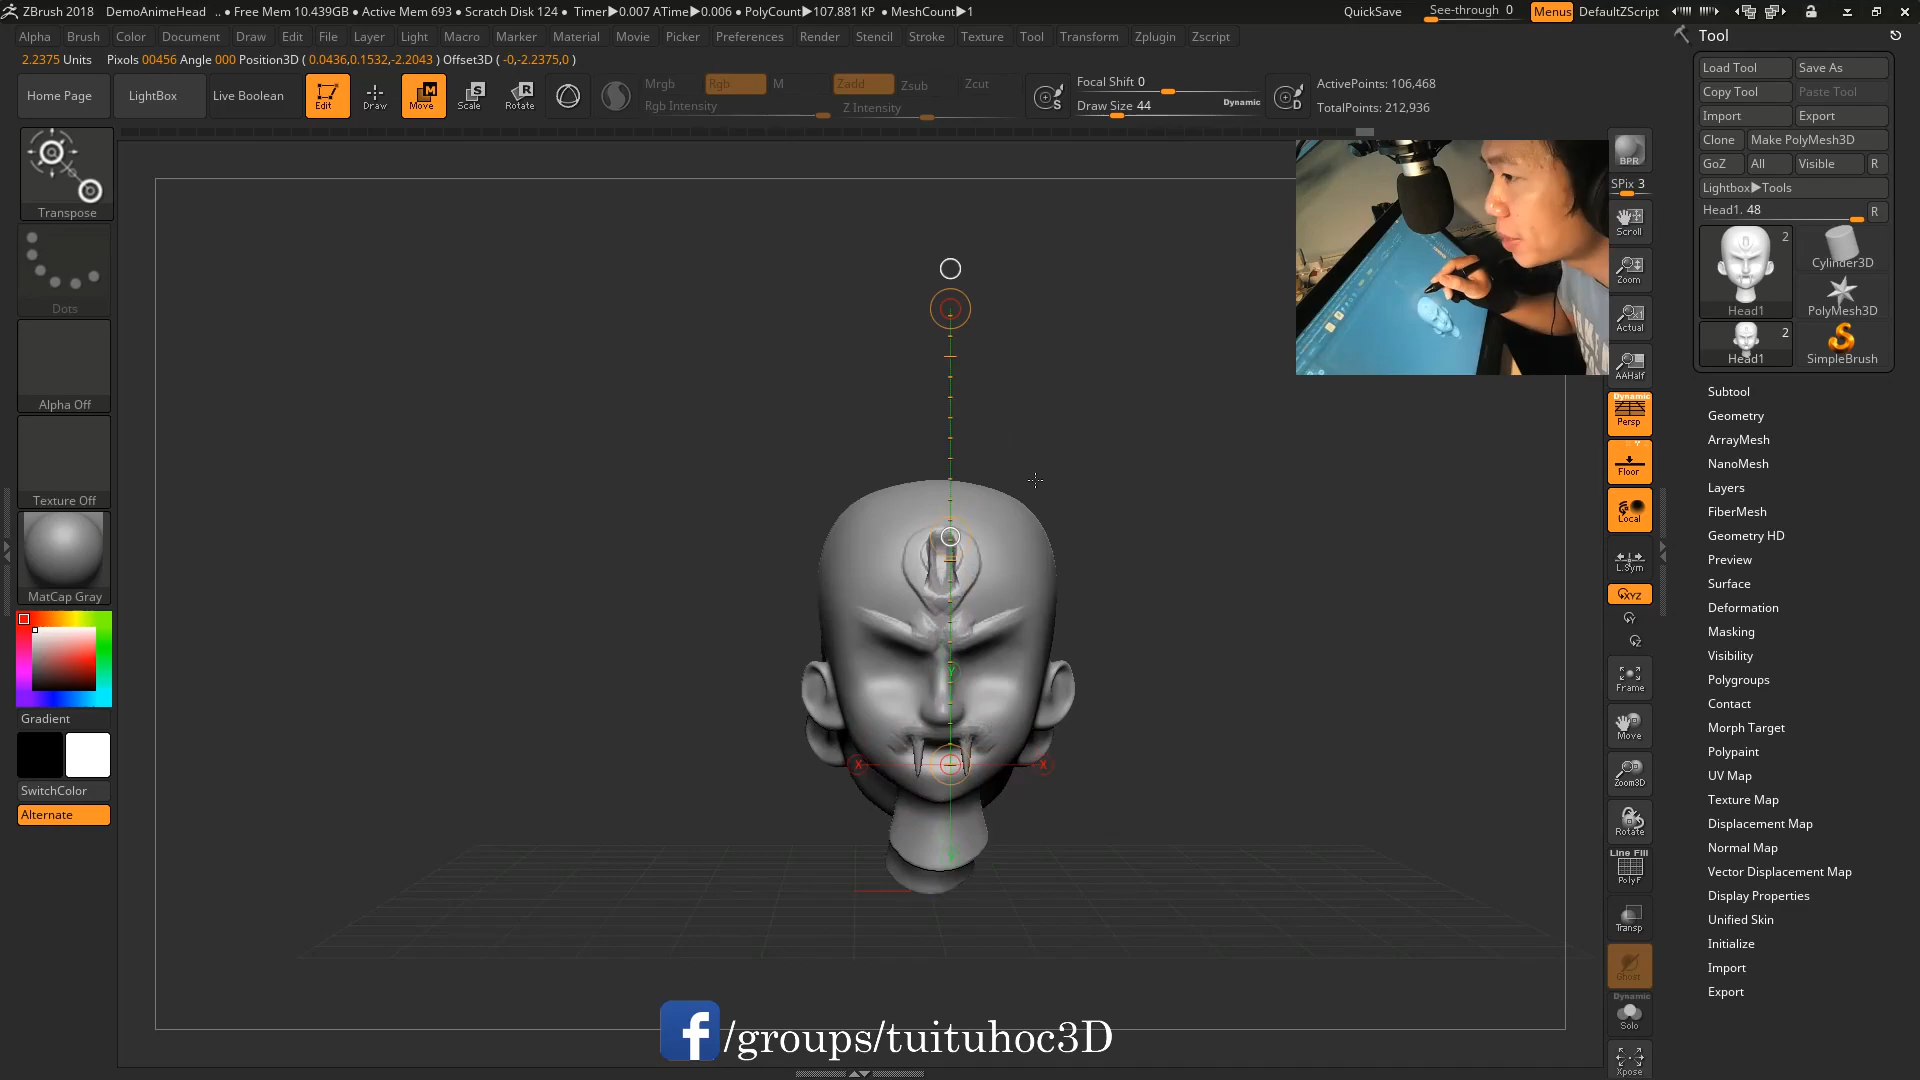 ZBrush 2018 DemoAnimeHead .. ● Free Mem 10.439GB ● Active Mem 693 ● Scratch Disk 124 ● Timer▶0.007 ATime▶0.006 ● PolyCount▶107.881 KP ● MeshCount▶1 QuickSave See-through 0 Menus DefaultZScript
Alpha Brush Color Document Draw Edit File Layer Light Macro Marker Material Movie Picker Preferences Render Stencil Stroke Texture Tool Transform Zplugin Zscript
2.2375 Units Pixols 00456 Angle 000 Position3D ( 0.0436,0.1532,-2.2043 ) Offset3D ( -0,-2.2375,0 )
Home Page LightBox Live Boolean Edit Draw Move Scale Rotate
M R
Mrgb Rgb M Zadd Zsub Zcut
Rgb Intensity Z Intensity
S Focal Shift 0
Draw Size 44 Dynamic
D ActivePoints: 106,468
TotalPoints: 212,936
Transpose
Dots
Alpha Off
Texture Off
MatCap Gray
Gradient
SwitchColor
Alternate
X X
Y
BPR
SPix 3
Scroll
Zoom
Actual
AAHalf
Dynamic
Persp
Floor
Local
L.Sym
XYZ
Y
Z
Frame
Move
Zoom3D
Rotate
Line Fill
PolyF
Transp
Ghost
Dynamic
Solo
Xpose
Tool
Load Tool Save As
Copy Tool Paste Tool
Import Export
Clone Make PolyMesh3D
GoZ All Visible R
Lightbox▶Tools
Head1. 48 R
2
Head1
Cylinder3D
PolyMesh3D
2
Head1
SimpleBrush
Subtool
Geometry
ArrayMesh
NanoMesh
Layers
FiberMesh
Geometry HD
Preview
Surface
Deformation
Masking
Visibility
Polygroups
Contact
Morph Target
Polypaint
UV Map
Texture Map
Displacement Map
Normal Map
Vector Displacement Map
Display Properties
Unified Skin
Initialize
Import
Export
f /groups/tuituhoc3D